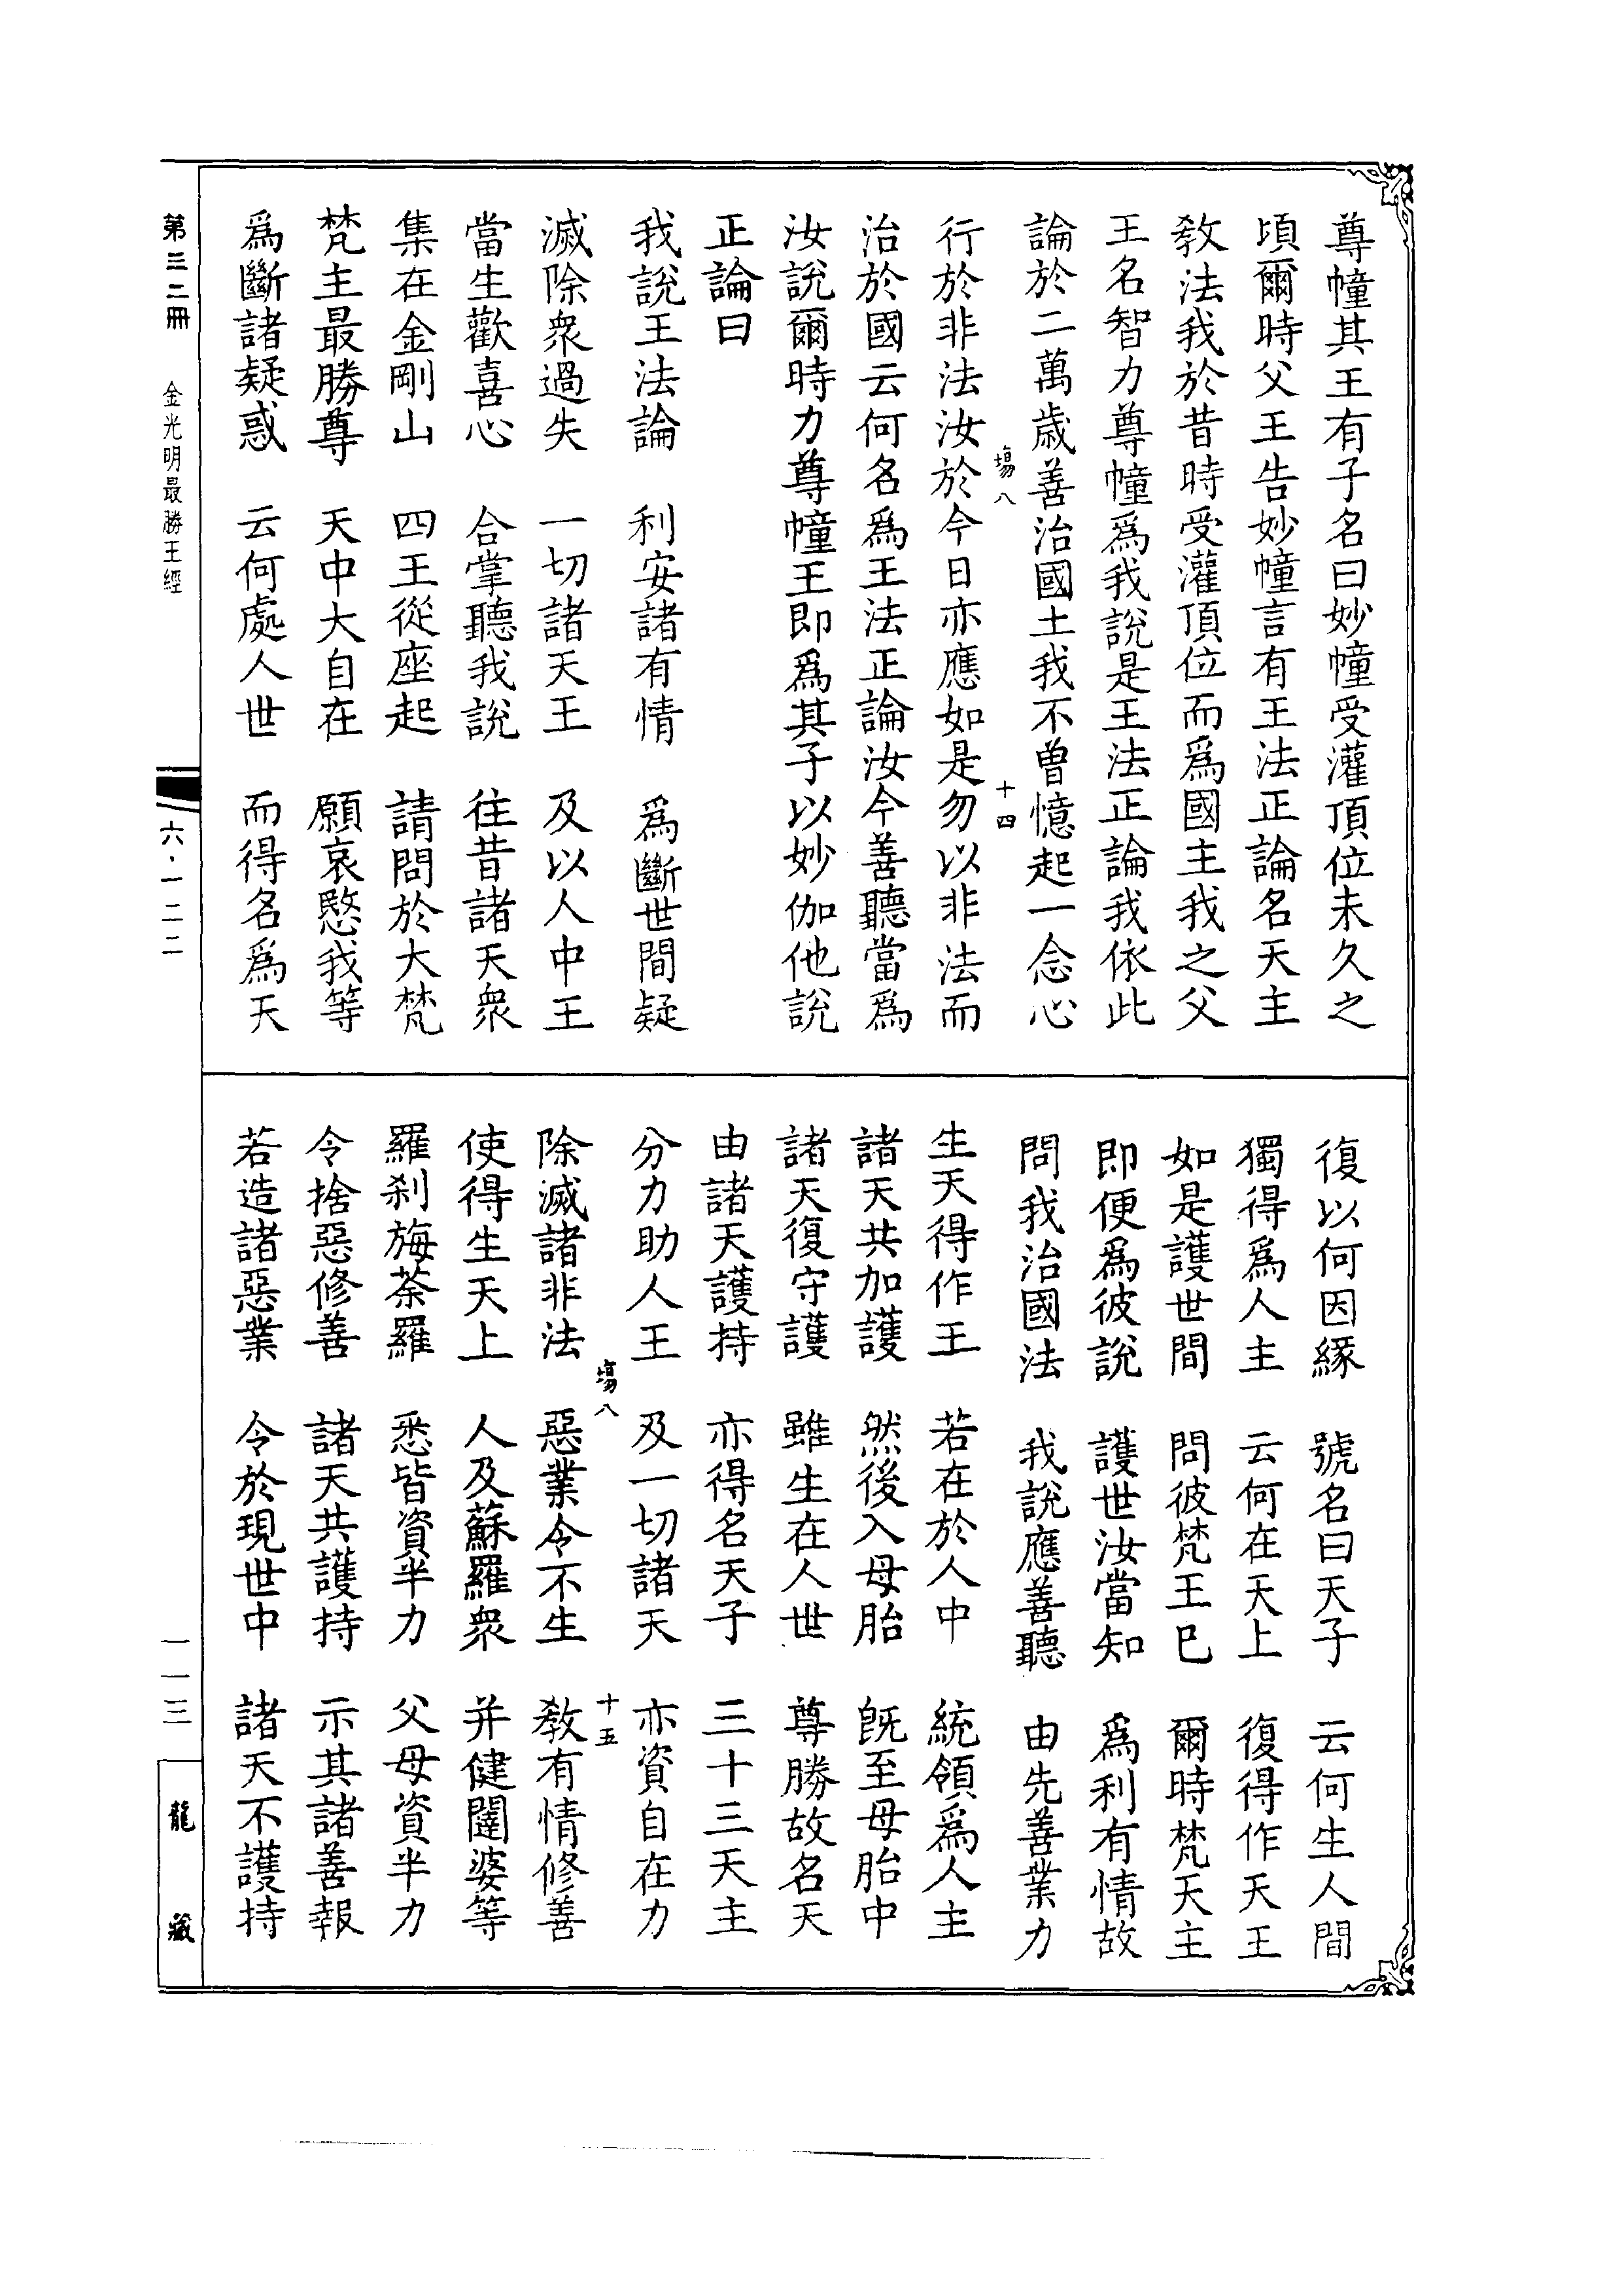 尊幢其王有子名曰妙幢受灌頂位未久之
頃爾時父王告妙幢言有王法正論名天主
教法我於昔時受灌頂位而爲國主我之父
王名智力尊幢爲我說是王法正論我依此
論於二萬歲善治國土我不曾憶起一念心
塲八 十四
行於非法汝於今日亦應如是勿以非法而
治於國云何名爲王法正論汝今善聽當爲
汝說爾時力尊幢王即爲其子以妙伽他說
正論曰
我說王法論 利安諸有情 爲斷世間疑
滅除衆過失 一切諸天王 及以人中王
當生歡喜心 合掌聽我說 往昔諸天衆
集在金剛山 四王從座起 請問於大梵
梵主最勝尊 天中大自在 願哀愍我等
爲斷諸疑惑 云何處人世 而得名爲天
復以何因緣 號名曰天子 云何生人間
獨得爲人主 云何在天上 復得作天王
如是護世間 問彼梵王已 爾時梵天主
即便爲彼說 護世汝當知 爲利有情故
問我治國法 我說應善聽 由先善業力
生天得作王 若在於人中 統領爲人主
諸天共加護 然後入母胎 既至母胎中
諸天復守護 雖生在人世 尊勝故名天
由諸天護持 亦得名天子 三十三天主
分力助人王 及一切諸天 亦資自在力
塲八 十五
除滅諸非法 惡業令不生 教有情修善
使得生天上 人及蘇羅衆 并健闥婆等
羅刹旃荼羅 悉皆資半力 父母資半力
令捨惡修善 諸天共護持 示其諸善報
若造諸惡業 令於現世中 諸天不護持
第三二冊 金光明最勝王經 六·一二二 一一三 龍藏